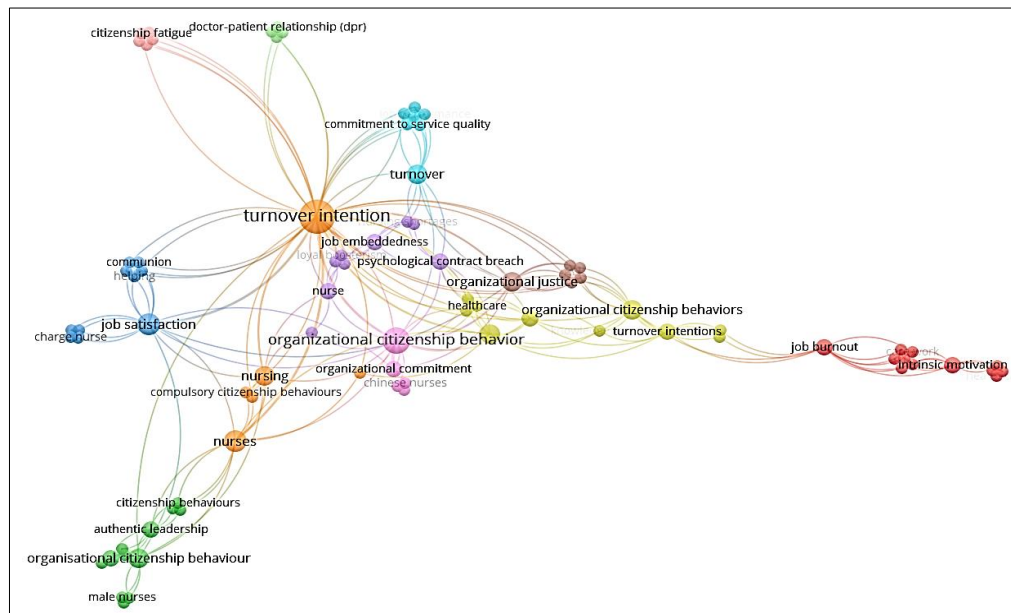 citizenship fatigue
doctor-patient relationship (dpr)
commitment to service quality
turnover
turnover intention
job embeddedness
communion
helping
psychological contract breach
organizational justice
nurse
healthcare
organizational citizenship behaviors
job satisfaction
charge nurse
turnover intentions
organizational citizenship behavior
job burnout
intrinsic motivation
organizational commitment
nursing
chinese nurses
compulsory citizenship behaviours
nurses
citizenship behaviours
authentic leadership
organisational citizenship behaviour
male nurses